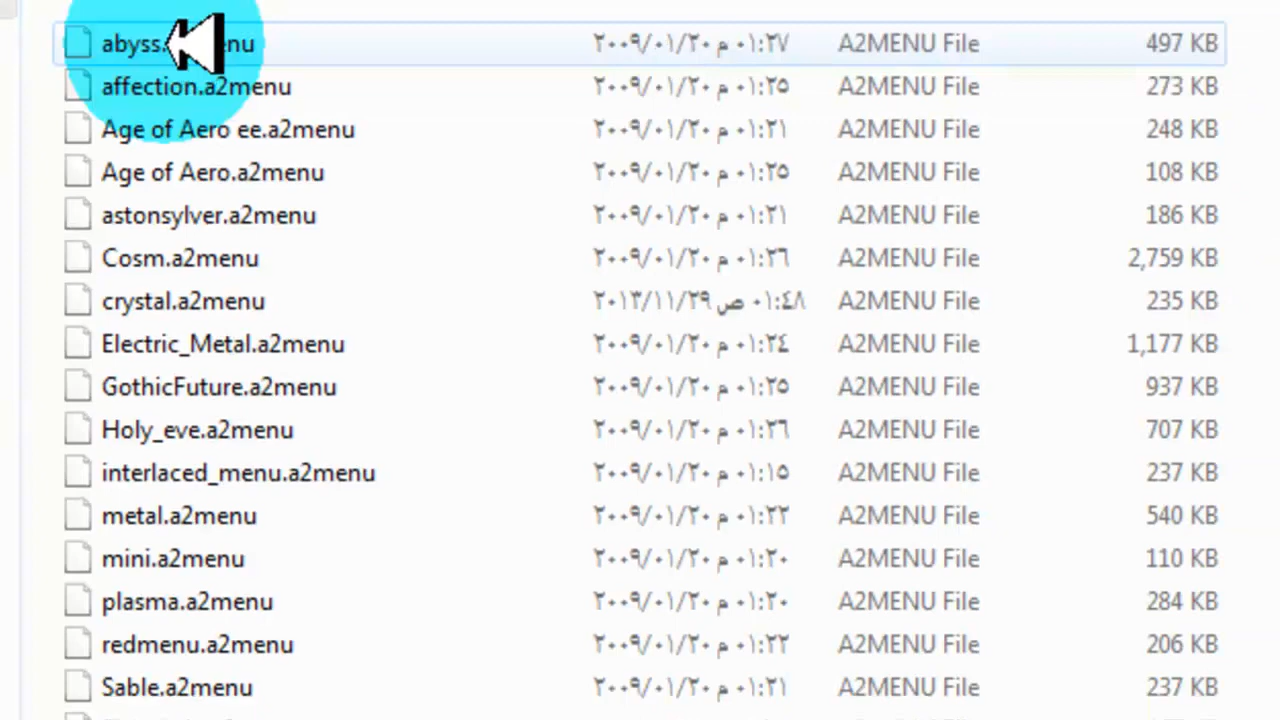 abyss. enu ٢٠٠٩/٠١/٢٠ م ٠١:٢٧ A2MENU File 497 KB
affection.a2menu ٢٠٠٩/٠١/٢٠ م ٠١:٢٥ A2MENU File 273 KB
Age of Aero ee.a2menu ٢٠٠٩/٠١/٢٠ م ٠١:٢١ A2MENU File 248 KB
Age of Aero.a2menu ٢٠٠٩/٠١/٢٠ م ٠١:٢٥ A2MENU File 108 KB
astonsylver.a2menu ٢٠٠٩/٠١/٢٠ م ٠١:٢١ A2MENU File 186 KB
Cosm.a2menu ٢٠٠٩/٠١/٢٠ م ٠١:٢٦ A2MENU File 2,759 KB
crystal.a2menu ٢٠١٣/١١/٢٩ ص ٠١:٤٨ A2MENU File 235 KB
Electric_Metal.a2menu ٢٠٠٩/٠١/٢٠ م ٠١:٢٤ A2MENU File 1,177 KB
GothicFuture.a2menu ٢٠٠٩/٠١/٢٠ م ٠١:٢٥ A2MENU File 937 KB
Holy_eve.a2menu ٢٠٠٩/٠١/٢٠ م ٠١:٢٦ A2MENU File 707 KB
interlaced_menu.a2menu ٢٠٠٩/٠١/٢٠ م ٠١:١٥ A2MENU File 237 KB
metal.a2menu ٢٠٠٩/٠١/٢٠ م ٠١:٢٢ A2MENU File 540 KB
mini.a2menu ٢٠٠٩/٠١/٢٠ م ٠١:٢٠ A2MENU File 110 KB
plasma.a2menu ٢٠٠٩/٠١/٢٠ م ٠١:٢٠ A2MENU File 284 KB
redmenu.a2menu ٢٠٠٩/٠١/٢٠ م ٠١:٢٢ A2MENU File 206 KB
Sable.a2menu ٢٠٠٩/٠١/٢٠ م ٠١:٢١ A2MENU File 237 KB